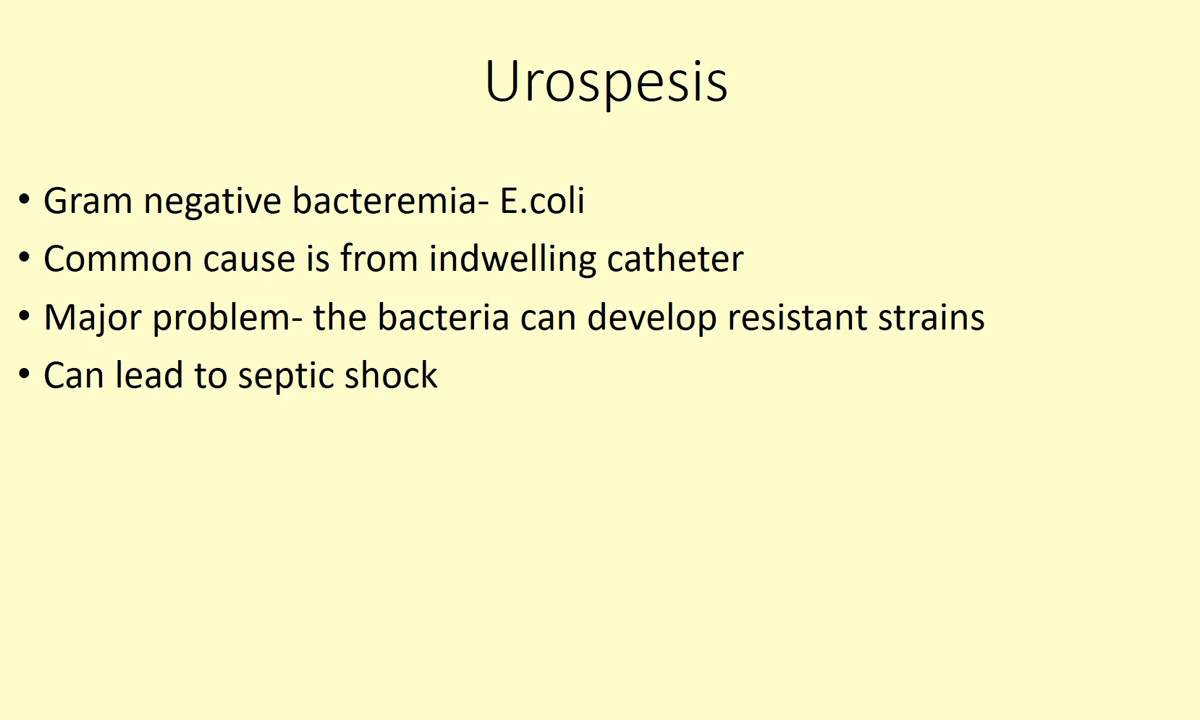 Urospesis
• Gram negative bacteremia- E.coli
• Common cause is from indwelling catheter
• Major problem- the bacteria can develop resistant strains
• Can lead to septic shock